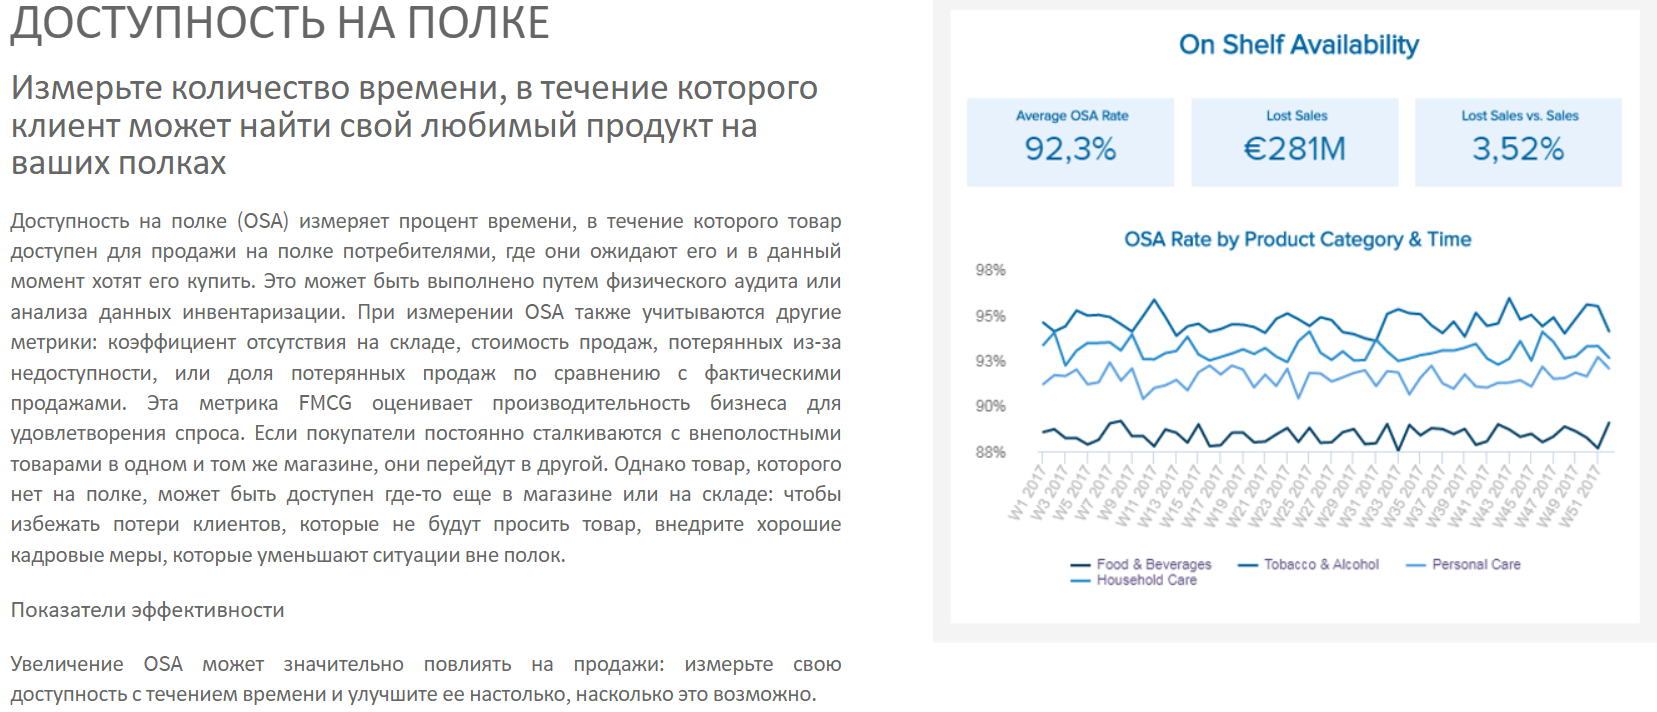 ДОСТУПНОСТЬ НА ПОЛКЕ
Измерьте количество времени, в течение которого
клиент может найти свой любимый продукт на
ваших полках
Доступность на полке (OSA) измеряет процент времени, в течение которого товар
доступен для продажи на полке потребителями, где они ожидают его и в данный
момент хотят его купить. Это может быть выполнено путем физического аудита или
анализа данных инвентаризации. При измерении OSA также учитываются другие
метрики: коэффициент отсутствия на складе, стоимость продаж, потерянных из-за
недоступности, или доля потерянных продаж по сравнению с фактическими
продажами. Эта метрика FMCG оценивает производительность бизнеса для
удовлетворения спроса. Если покупатели постоянно сталкиваются с внеполостными
товарами в одном и том же магазине, они перейдут в другой. Однако товар, которого
нет на полке, может быть доступен где-то еще в магазине или на складе: чтобы
избежать потери клиентов, которые не будут просить товар, внедрите хорошие
кадровые меры, которые уменьшают ситуации вне полок.
Показатели эффективности
Увеличение OSA может значительно повлиять на продажи: измерьте свою
доступность с течением времени и улучшите ее настолько, насколько это возможно.
On Shelf Availability
Average OSA Rate
92,3%
Lost Sales
€281M
Lost Sales vs. Sales
3,52%
OSA Rate by Product Category & Time
98%
95%
93%
90%
88%
W1 2017
W3 2017
W5 2017
W7 2017
W9 2017
W11 2017
W13 2017
W15 2017
W17 2017
W19 2017
W21 2017
W23 2017
W25 2017
W27 2017
W29 2017
W31 2017
W33 2017
W35 2017
W37 2017
W39 2017
W41 2017
W43 2017
W45 2017
W47 2017
W49 2017
W51 2017
Food & Beverages
Tobacco & Alcohol
Personal Care
Household Care